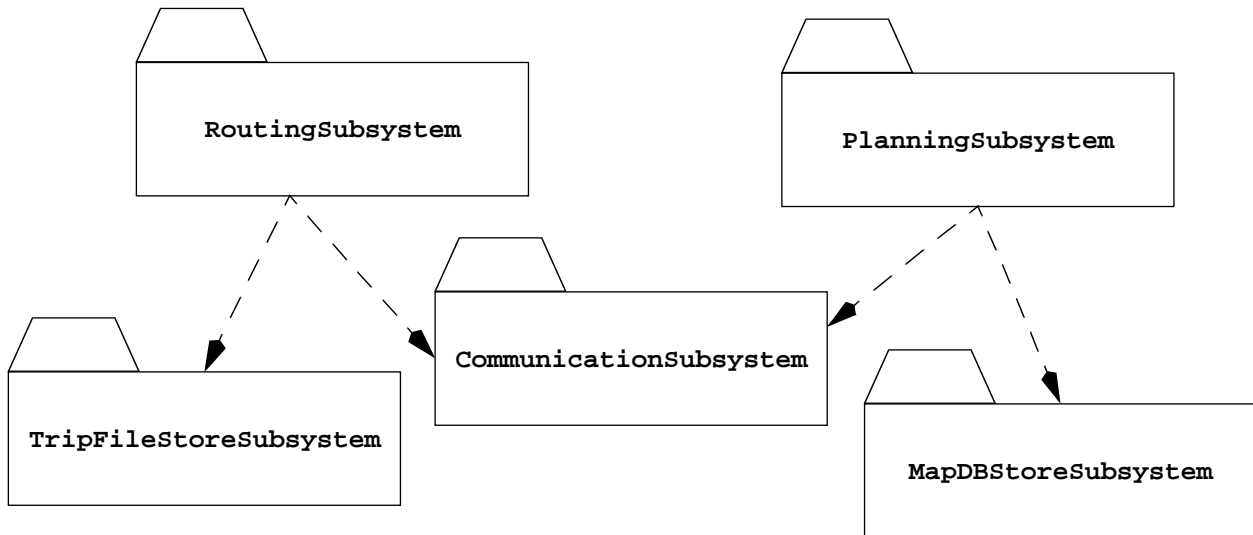 RoutingSubsystem
PlanningSubsystem
CommunicationSubsystem
TripFileStoreSubsystem
MapDBStoreSubsystem